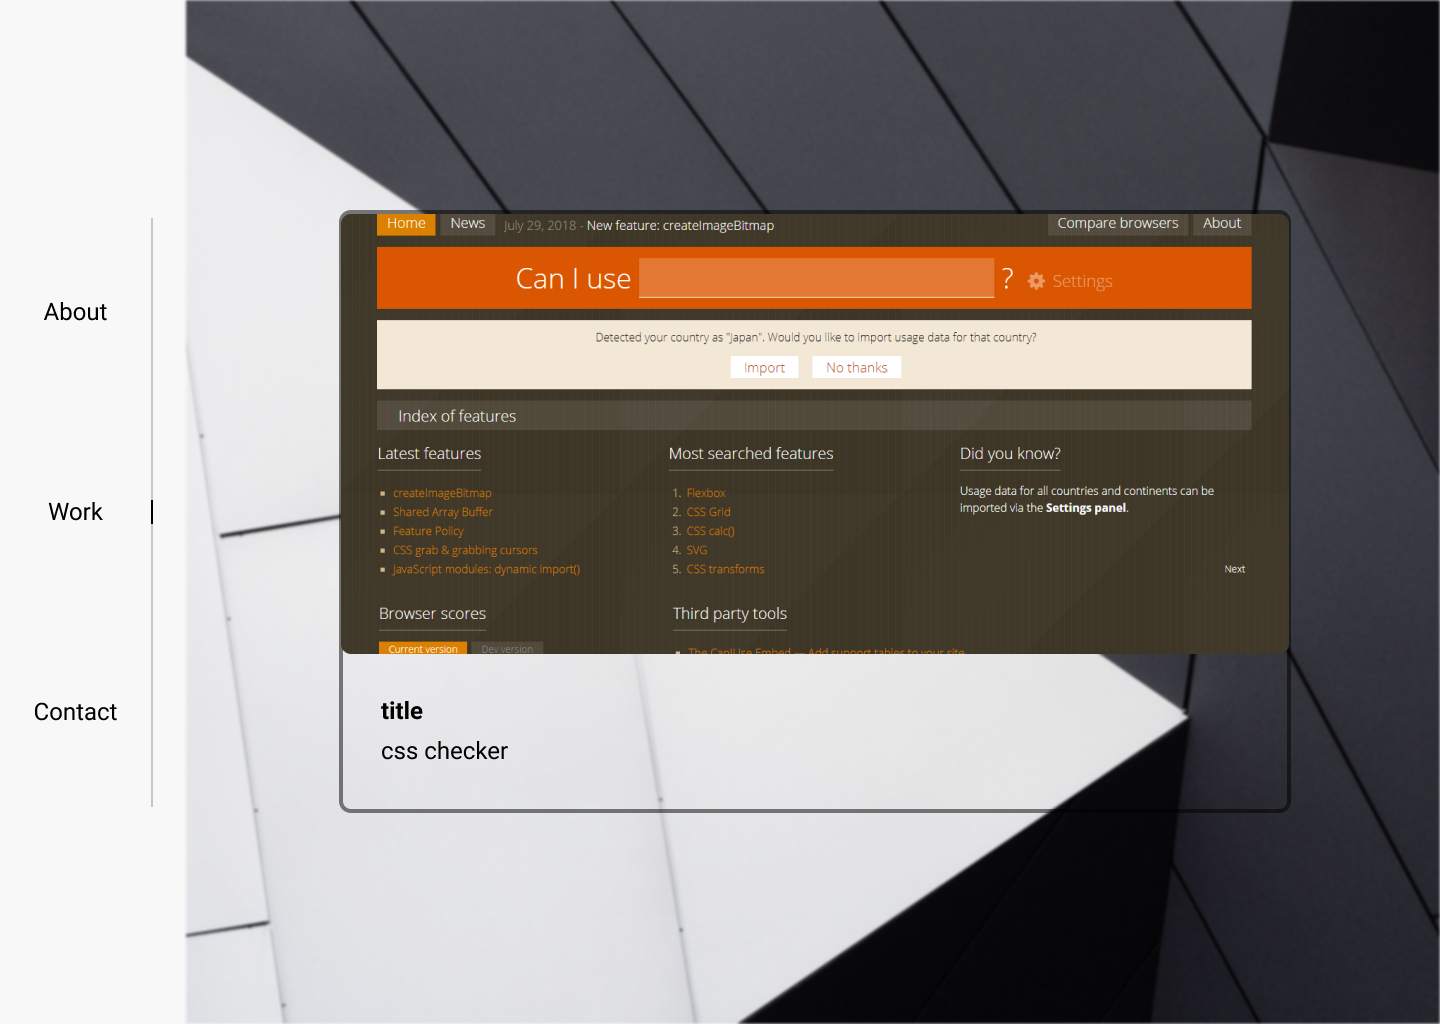 About
Work
Contact
Home News July 29, 2018 - New feature: createImageBitmap Compare browsers About
Can I use ? Settings
Detected your country as "Japan". Would you like to import usage data for that country?
Import No thanks
Index of features
Latest features
createImageBitmap
Shared Array Buffer
Feature Policy
CSS grab & grabbing cursors
JavaScript modules: dynamic import()
Most searched features
1. Flexbox
2. CSS Grid
3. CSS calc()
4. SVG
5. CSS transforms
Did you know?
Usage data for all countries and continents can be
imported via the Settings panel.
Next
Browser scores
Current version Dev version
Third party tools
The CanIUse Embed — Add support tables to your site
title
css checker